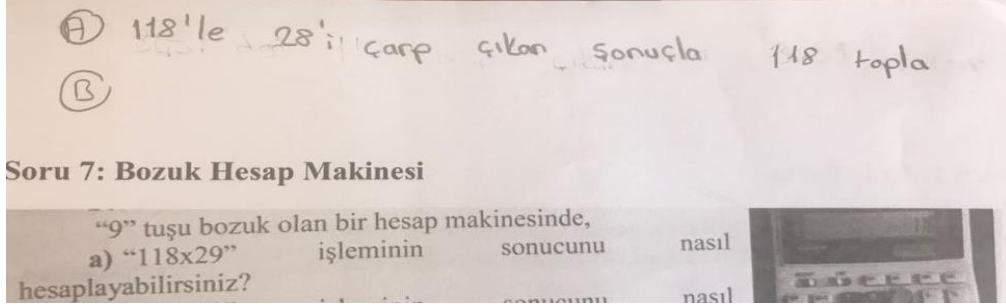 A 118'le 28'i çarp çıkan sonuçla 118 topla
B
Soru 7: Bozuk Hesap Makinesi
"9" tuşu bozuk olan bir hesap makinesinde,
a) "118x29" işleminin sonucunu nasıl
hesaplayabilirsiniz?
sonucunu nasıl